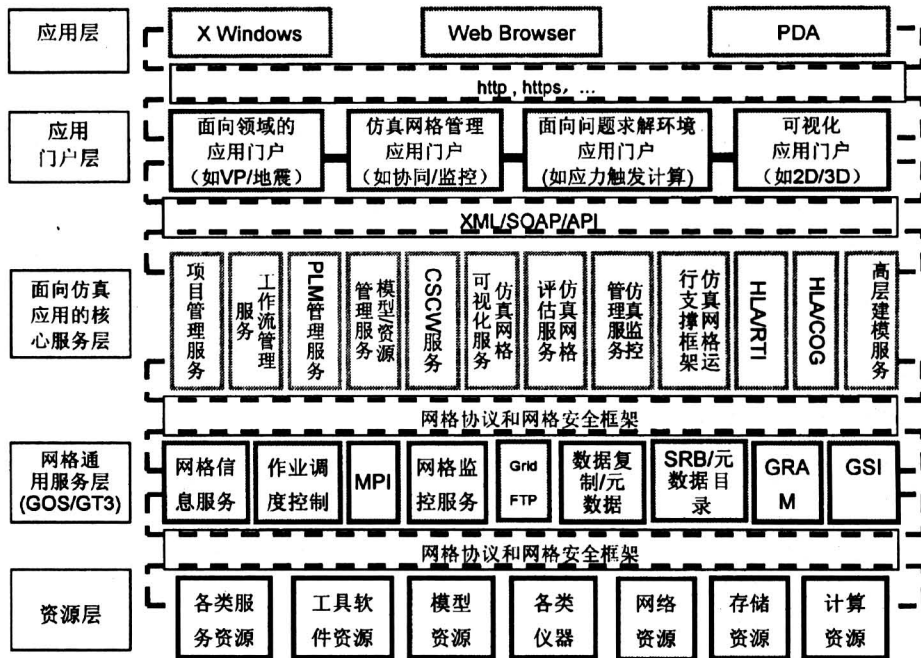 应用层
X Windows
Web Browser
PDA
http , https, ...
应用
门户层
面向领域的
应用门户
（如VP/地震）
仿真网格管理
应用门户
（如协同/监控）
面向问题求解环境
应用门户
(如应力触发计算)
可视化
应用门户
（如2D/3D）
XML/SOAP/API
面向仿真
应用的核
心服务层
项目管理服务
工作流管理
服务
PLM管理服务
模型/资源
管理服务
CSCW服务
仿真网格
可视化服务
仿真网格
评估服务
仿真监控
管理服务
仿真网格运
行支撑框架
HLA/RTI
HLA/COG
高层建模服务
网格协议和网格安全框架
网格通
用服务层
(GOS/GT3)
网格信
息服务
作业调
度控制
MPI
网格监
控服务
Grid
FTP
数据复
制/元
数据
SRB/元
数据目
录
GRA
M
GSI
网格协议和网格安全框架
资源层
各类服
务资源
工具软
件资源
模型
资源
各类
仪器
网络
资源
存储
资源
计算
资源